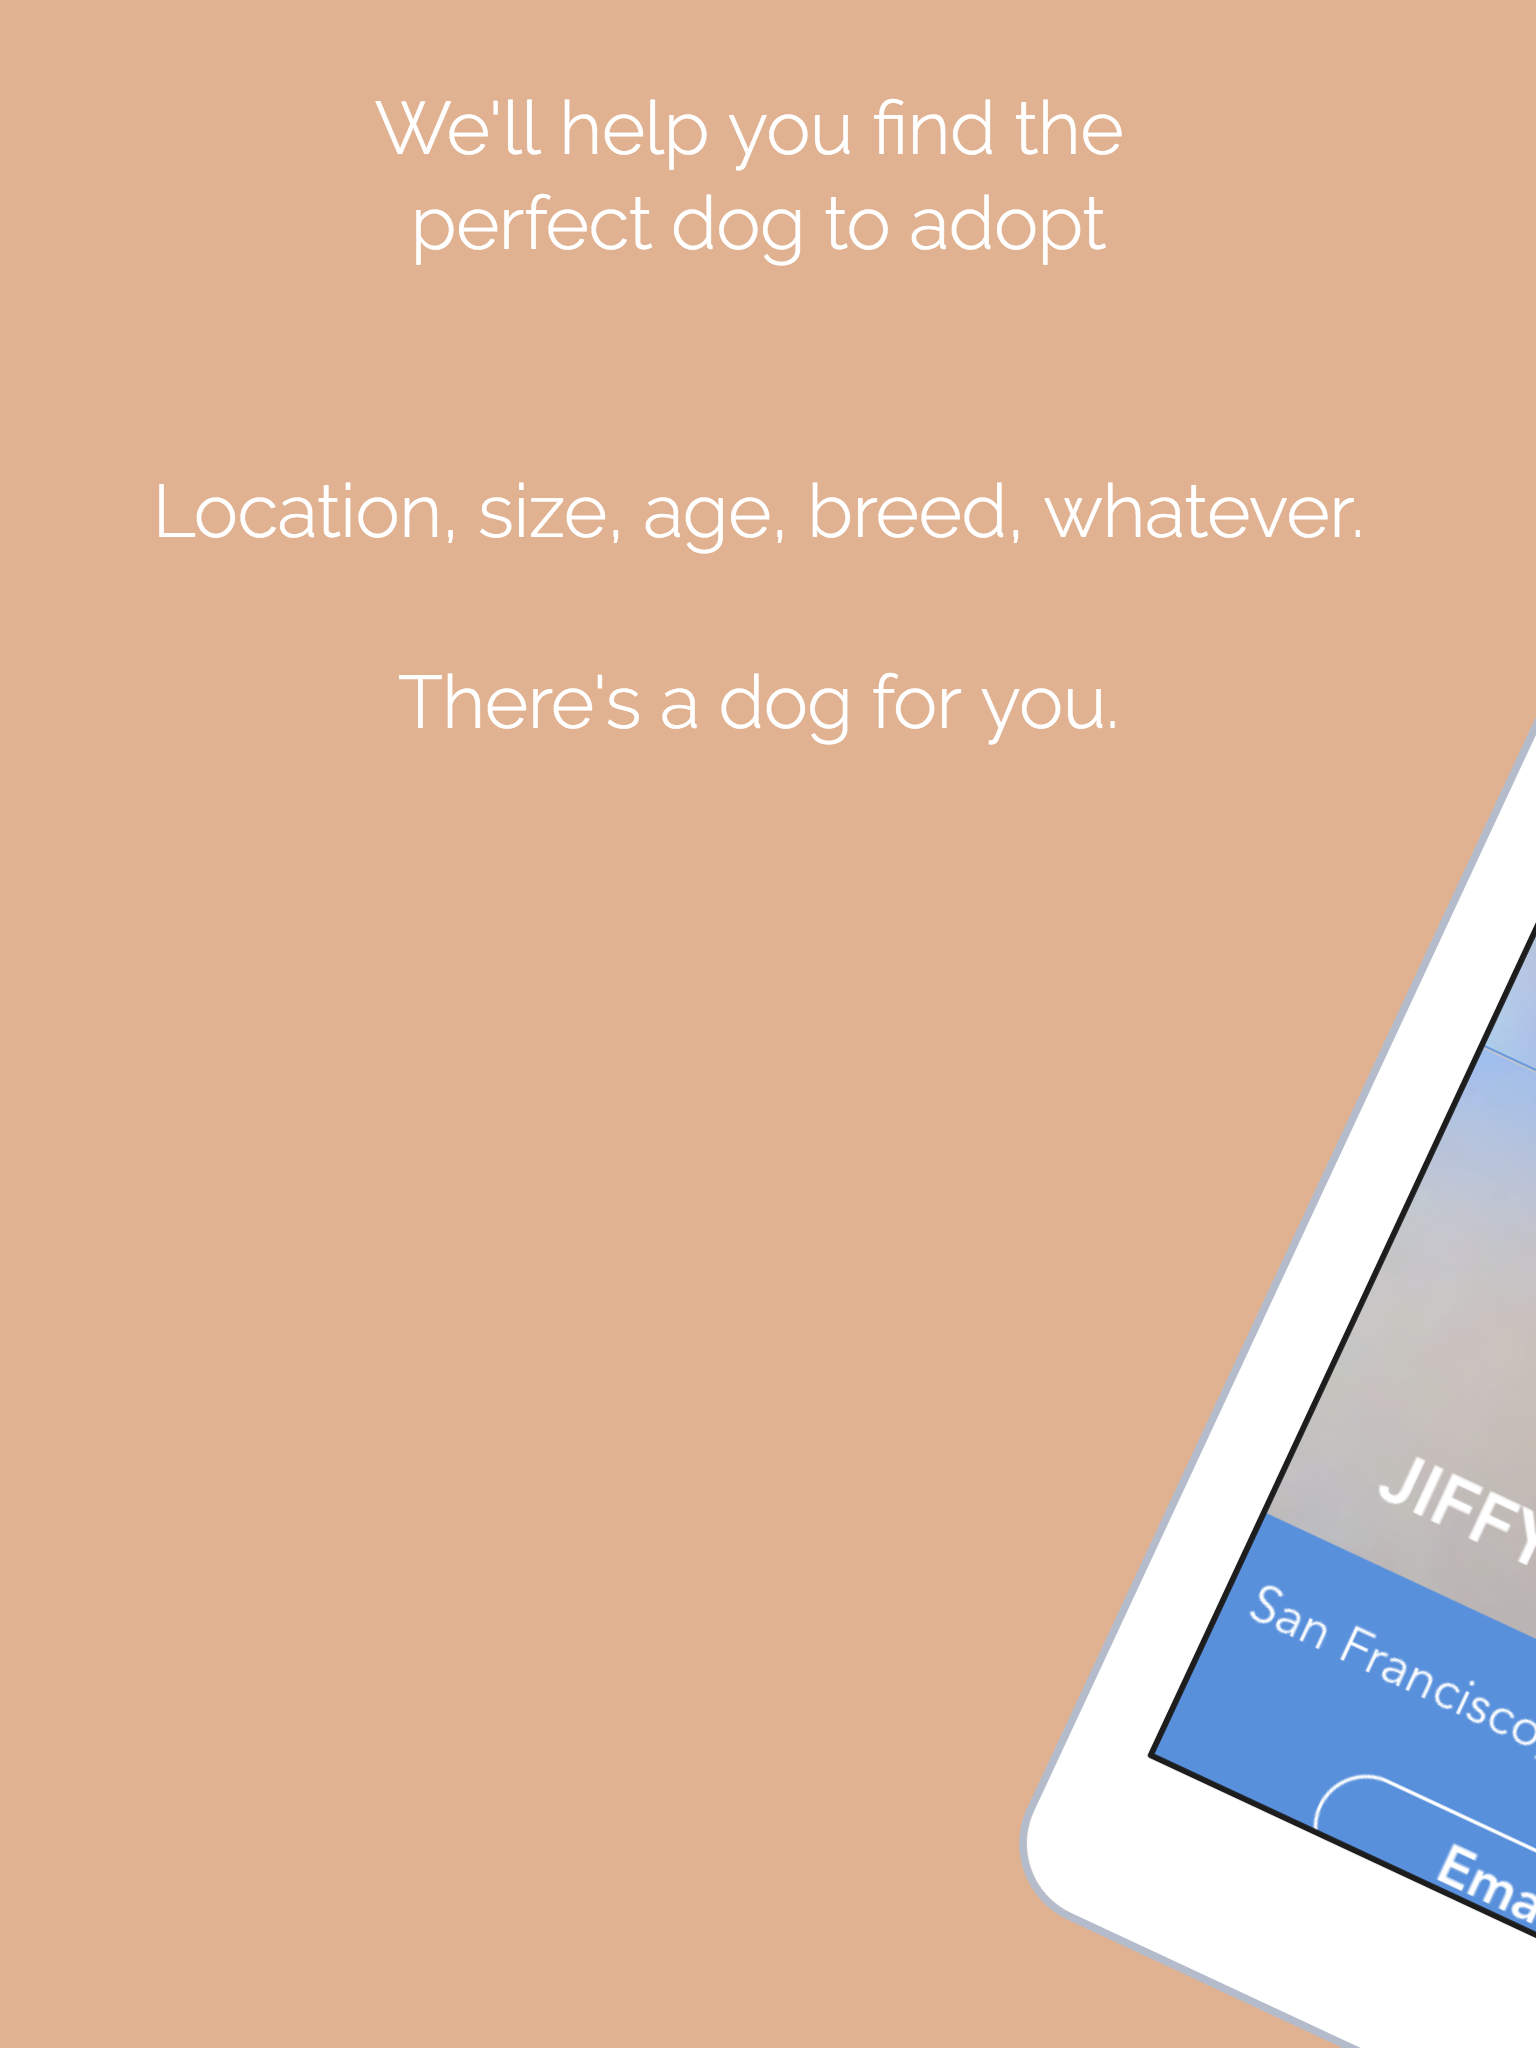 We'll help you find the
perfect dog to adopt
Location, size, age, breed, whatever.
There's a dog for you.
JIFFY
San Francisco,
Ema